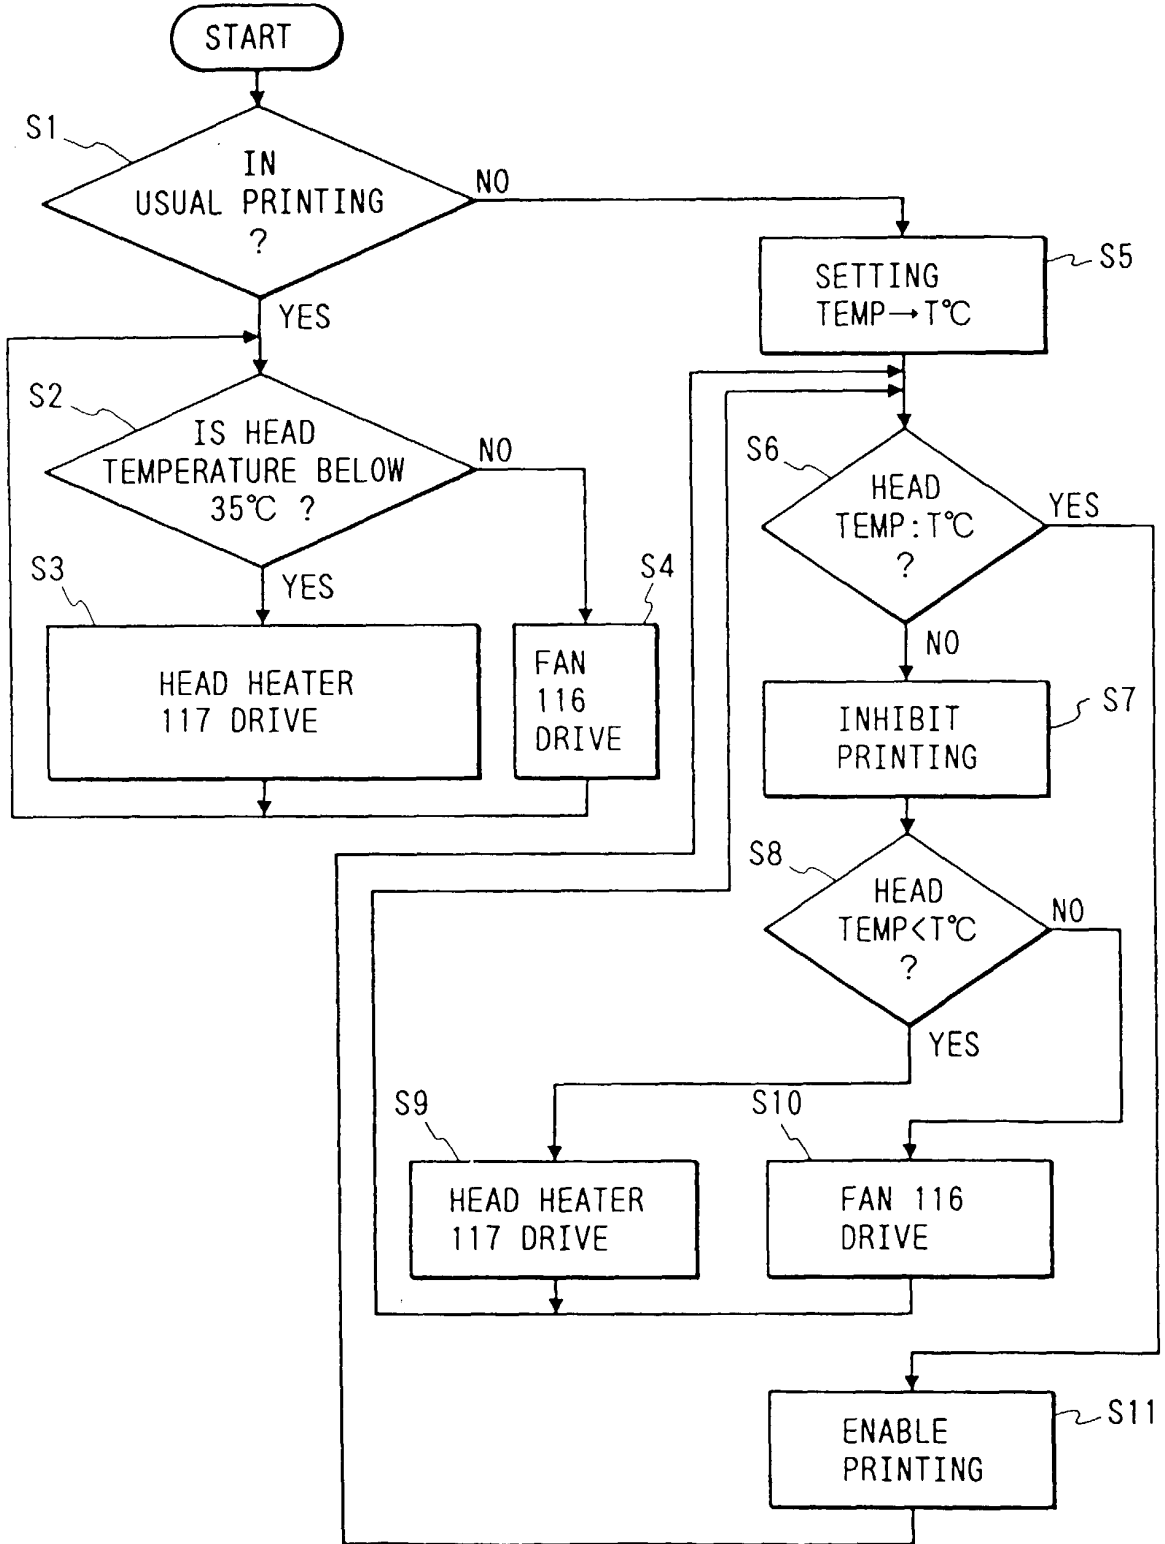 START
S1
IN
USUAL PRINTING
?
NO
YES
S5
SETTING
TEMP→T℃
S2
IS HEAD
TEMPERATURE BELOW
35℃ ?
NO
YES
S6
HEAD
TEMP:T℃
?
YES
NO
S3
HEAD HEATER
117 DRIVE
S4
FAN
116
DRIVE
S7
INHIBIT
PRINTING
S8
HEAD
TEMP<T℃
?
NO
YES
S9
HEAD HEATER
117 DRIVE
S10
FAN 116
DRIVE
S11
ENABLE
PRINTING